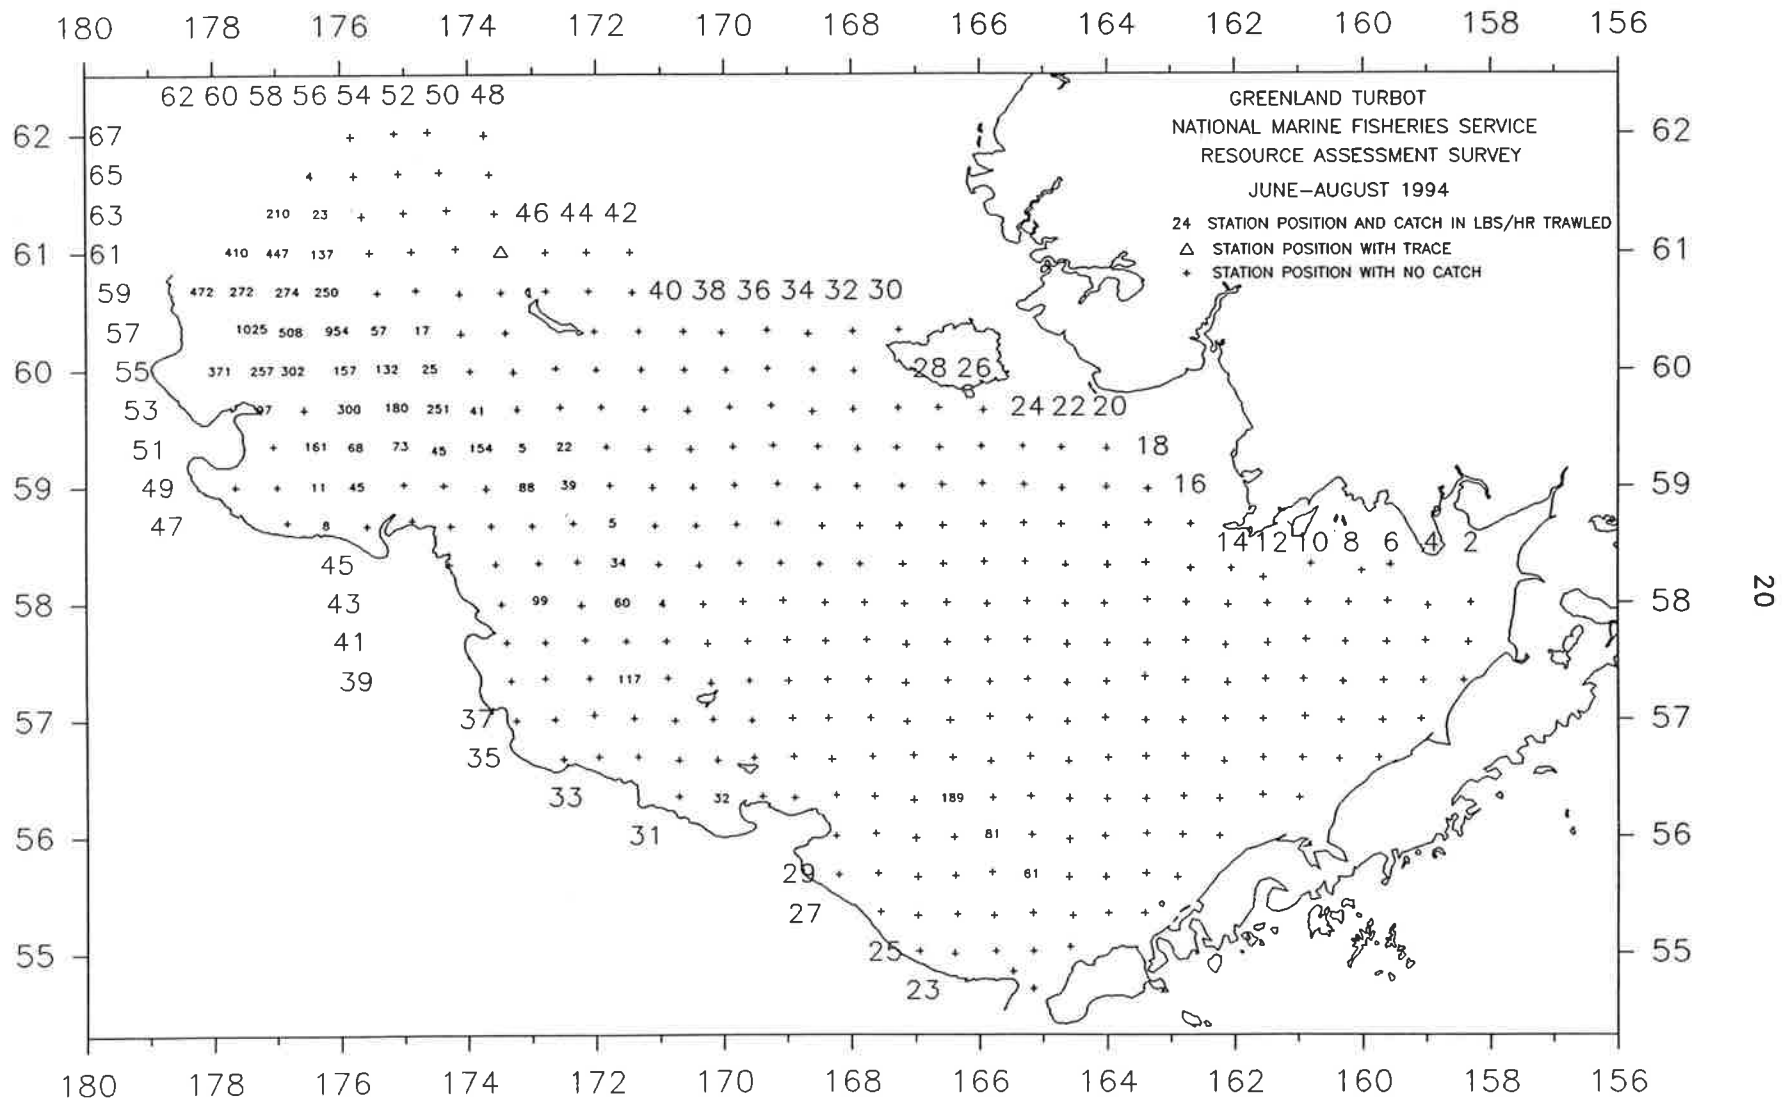 180 178 176 174 172 170 168 166 164 162 160 158 156
62 60 58 56 54 52 50 48
GREENLAND TURBOT
NATIONAL MARINE FISHERIES SERVICE
RESOURCE ASSESSMENT SURVEY
JUNE–AUGUST 1994
24 STATION POSITION AND CATCH IN LBS/HR TRAWLED
△ STATION POSITION WITH TRACE
+ STATION POSITION WITH NO CATCH
62 67 62
65 4
63 210 23 46 44 42
61 61 410 447 137 61
59 472 272 274 250 40 38 36 34 32 30
57 1025 508 954 57 17
60 55 371 257 302 157 132 25 28 26 60
53 97 300 180 251 41 24 22 20
51 161 68 73 45 154 5 22 18
59 49 11 45 88 39 16 59
47 8 5
14 12 10 8 6 4 2
45 34
58 43 99 60 4 58
20
41
39 117
57 37 57
35
33 32 189
56 31 81 56
29 61
27
55 25 55
23
180 178 176 174 172 170 168 166 164 162 160 158 156